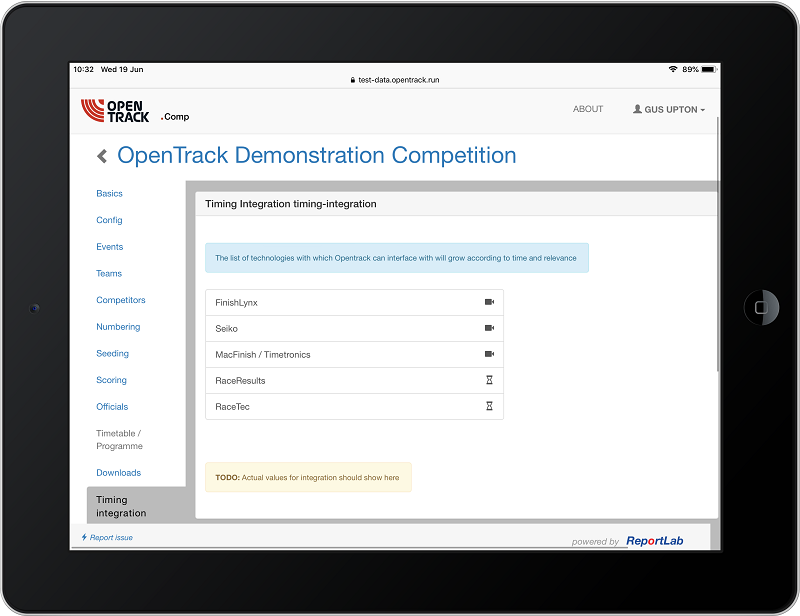 10:32 Wed 19 Jun
89%
test-data.opentrack.run
OPEN
TRACK
.Comp
ABOUT
GUS UPTON
OpenTrack Demonstration Competition
Basics
Config
Events
Teams
Competitors
Numbering
Seeding
Scoring
Officials
Timetable /
Programme
Downloads
Timing
integration
Timing Integration timing-integration
The list of technologies with which Opentrack can interface with will grow according to time and relevance
FinishLynx
Seiko
MacFinish / Timetronics
RaceResults
RaceTec
TODO: Actual values for integration should show here
Report issue
powered by ReportLab